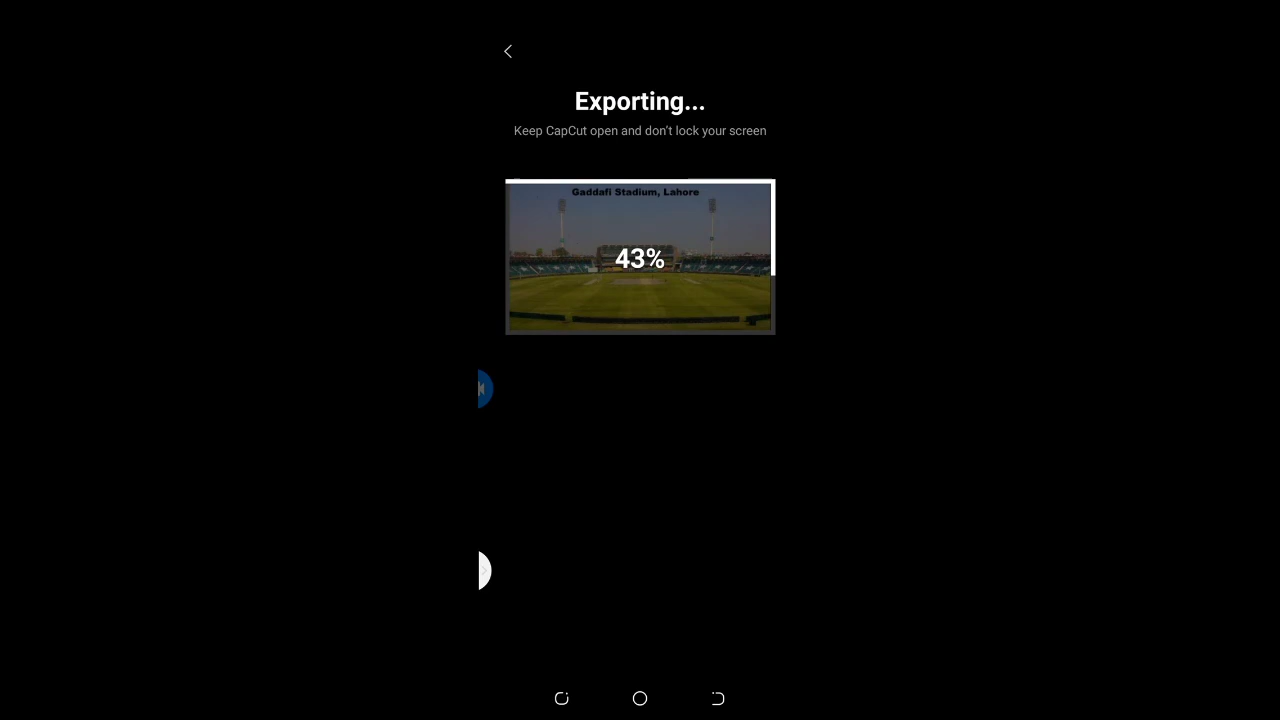 Exporting...
Keep CapCut open and don't lock your screen
Gaddafi Stadium, Lahore
43%